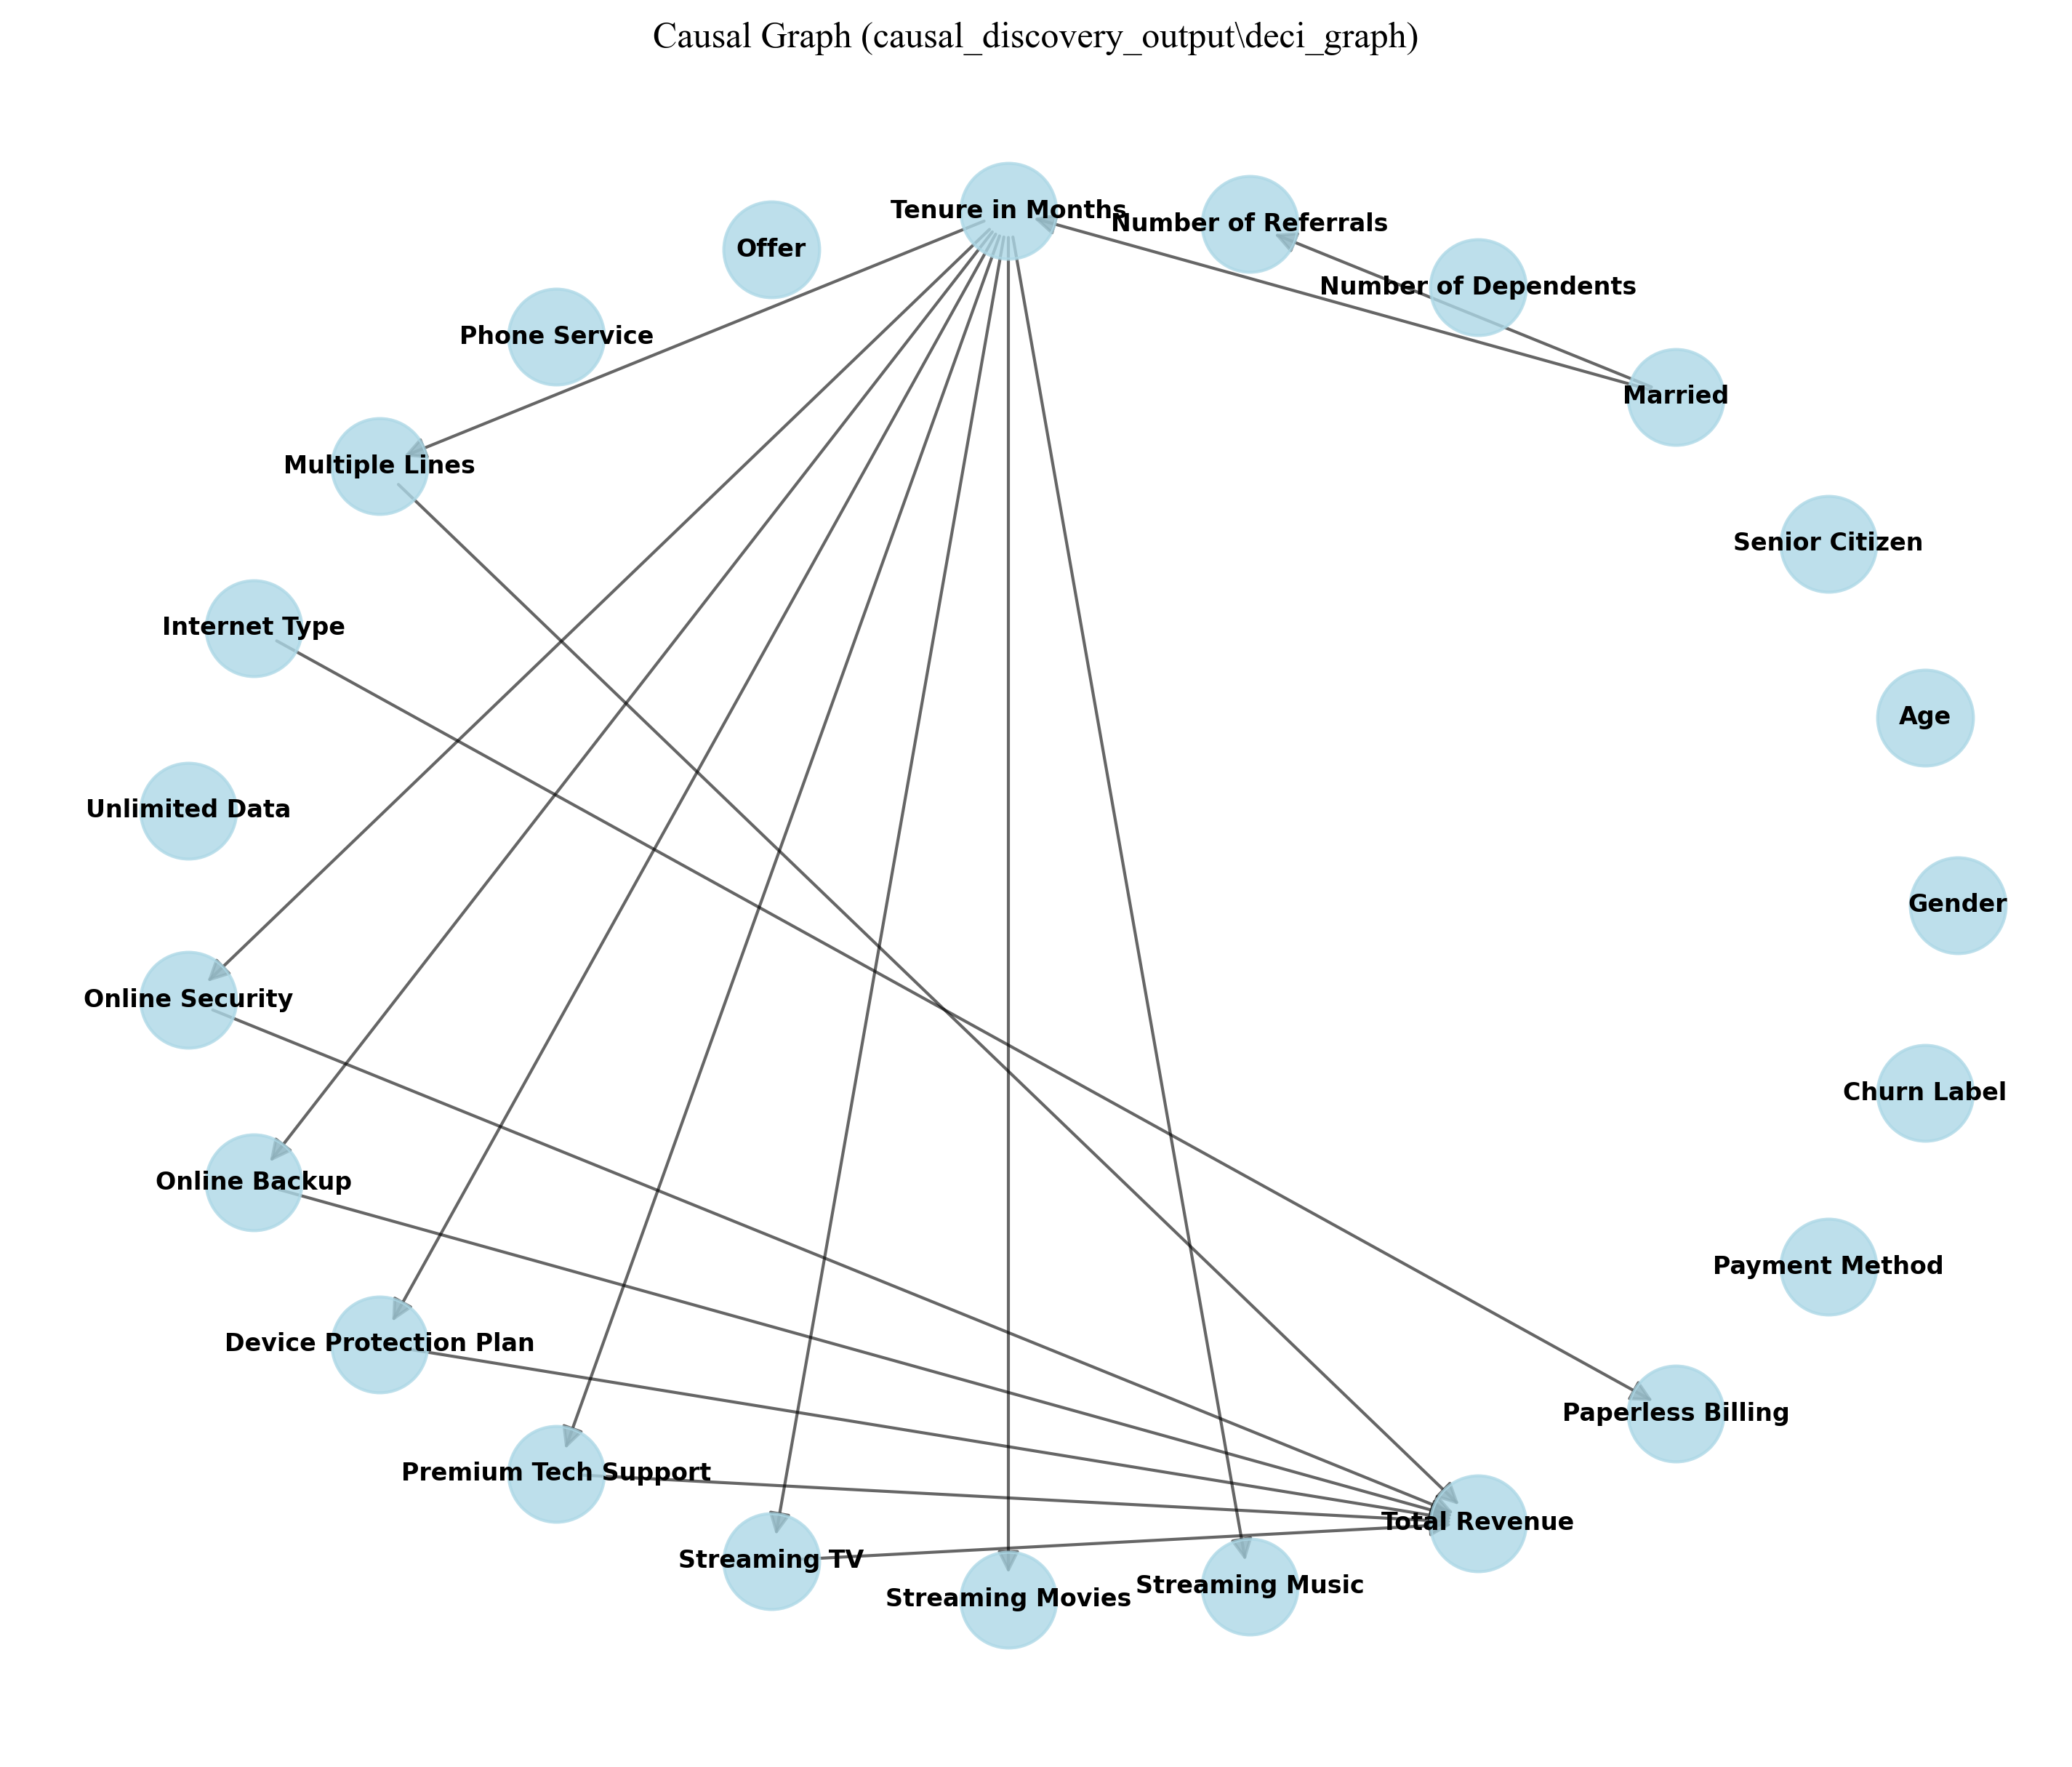 Causal Graph (causal_discovery_output\deci_graph)
Tenure in Months
Number of Referrals
Offer
Number of Dependents
Phone Service
Married
Multiple Lines
Senior Citizen
Internet Type
Age
Unlimited Data
Gender
Online Security
Churn Label
Online Backup
Payment Method
Device Protection Plan
Paperless Billing
Premium Tech Support
Total Revenue
Streaming TV
Streaming Music
Streaming Movies